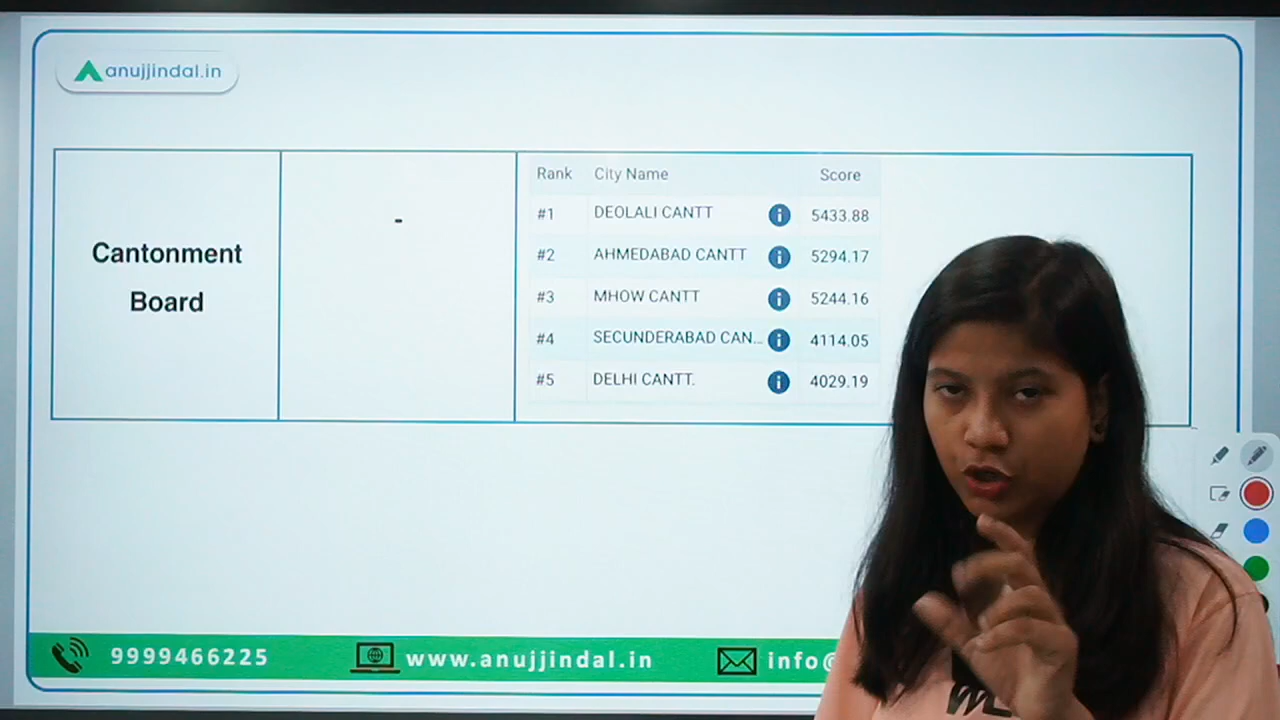 anujjindal.in
Cantonment
Board
-
Rank City Name Score
#1 DEOLALI CANTT 5433.88
#2 AHMEDABAD CANTT 5294.17
#3 MHOW CANTT 5244.16
#4 SECUNDERABAD CAN... 4114.05
#5 DELHI CANTT. 4029.19
9999466225 www.anujjindal.in info@